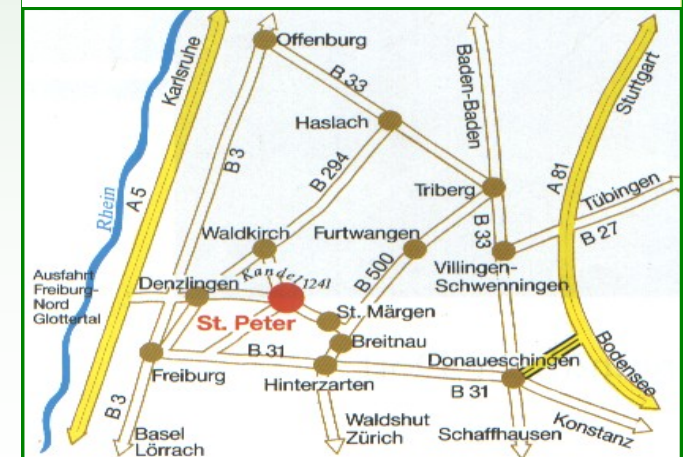 Offenburg
Karlsruhe
B 33
Baden-Baden
Stuttgart
Haslach
B 3
B 294
A 81
Rhein
A 5
Triberg
Tübingen
B 33
B 27
Waldkirch
Furtwangen
Kandel 1241
B 500
Villingen-
Schwenningen
Ausfahrt
Freiburg-
Nord
Glottertal
Denzlingen
St. Peter
St. Märgen
Breitnau
B 31
Donaueschingen
Bodensee
Freiburg
Hinterzarten
B 31
B 3
Basel
Lörrach
Waldshut
Zürich
Schaffhausen
Konstanz